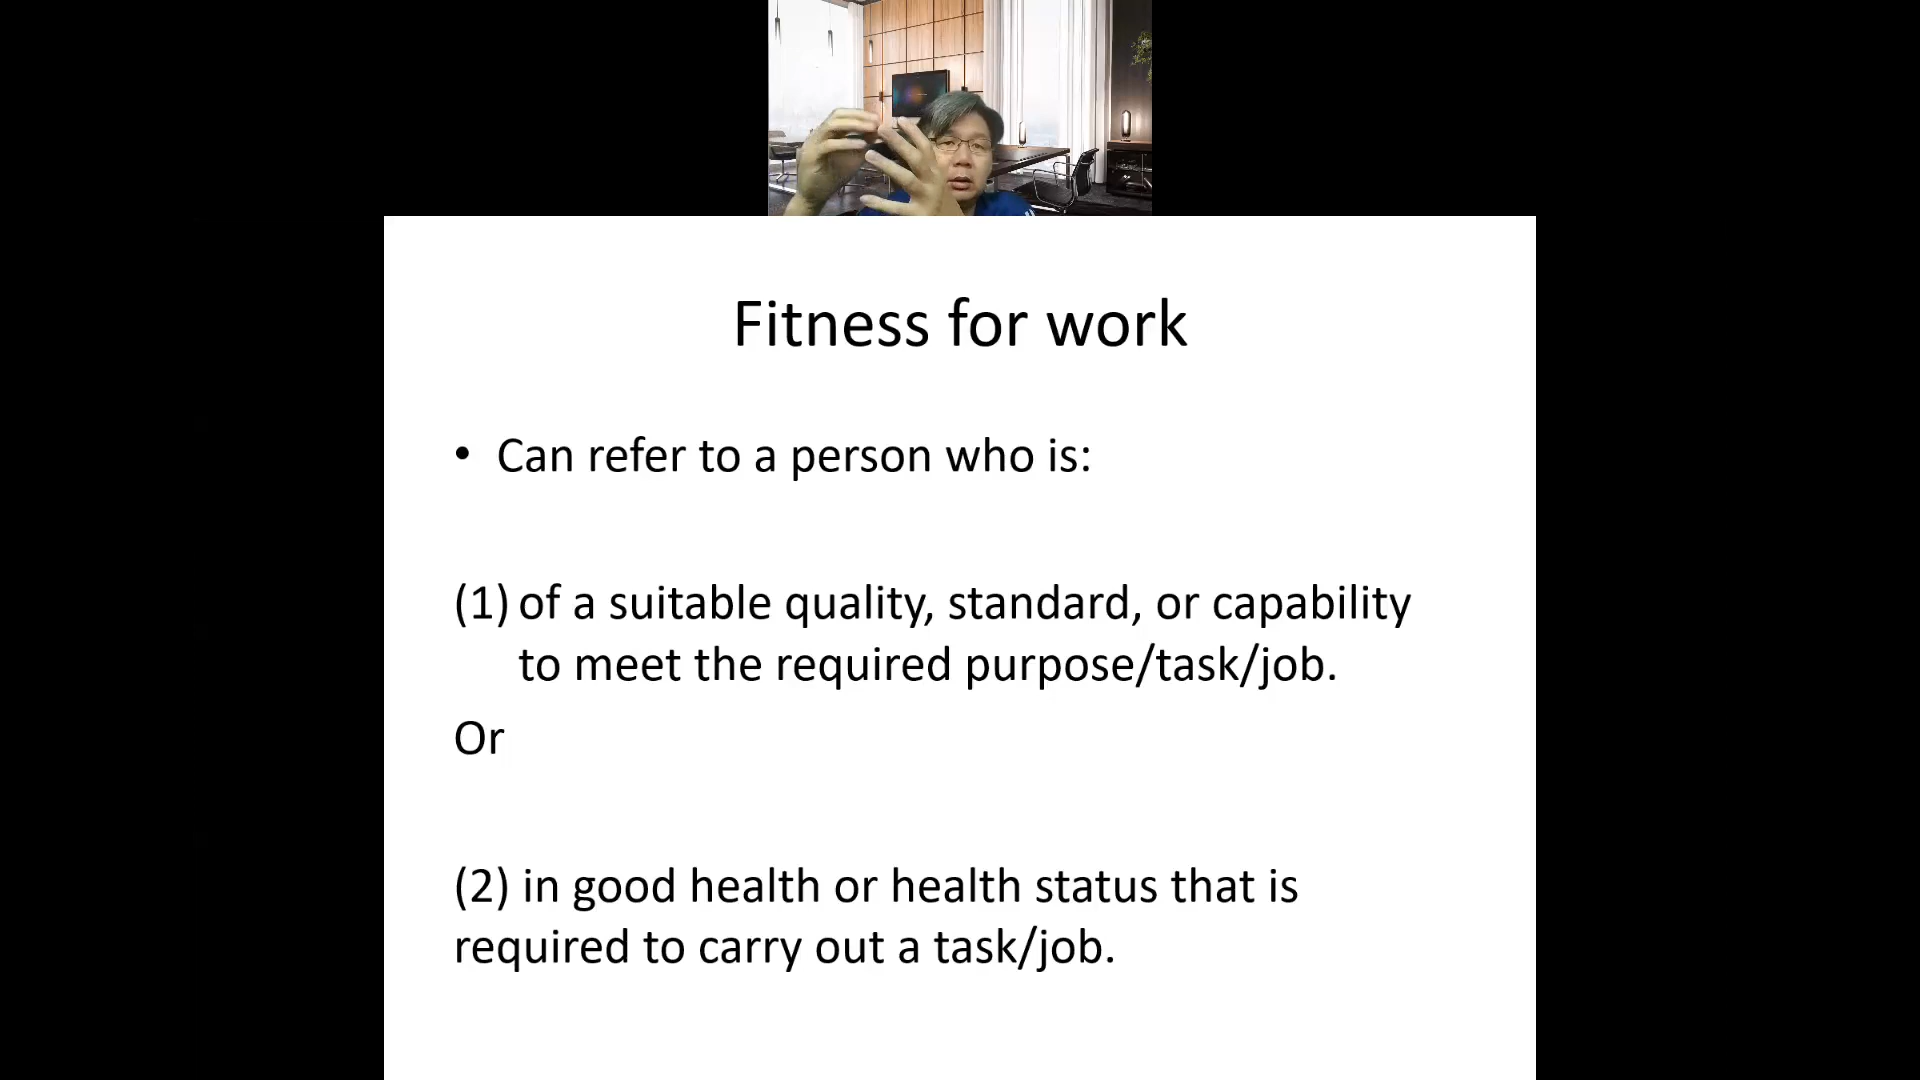 Fitness for work
• Can refer to a person who is:
(1) of a suitable quality, standard, or capability
to meet the required purpose/task/job.
Or
(2) in good health or health status that is
required to carry out a task/job.